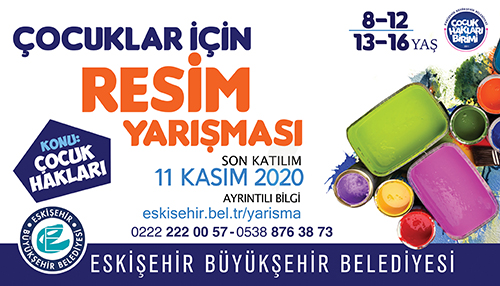 ÇOCUKLAR İÇİN
RESİM
YARIŞMASI
8-12
13-16 YAŞ
ÇOCUK
HAKLARI
BİRİMİ
KONU:
ÇOCUK
HAKLARI
SON KATILIM
11 KASIM 2020
AYRINTILI BİLGİ
eskisehir.bel.tr/yarisma
0222 222 00 57 - 0538 876 38 73
ESKİŞEHİR
BÜYÜKŞEHİR BELEDİYESİ
ESKİŞEHİR BÜYÜKŞEHİR BELEDİYESİ